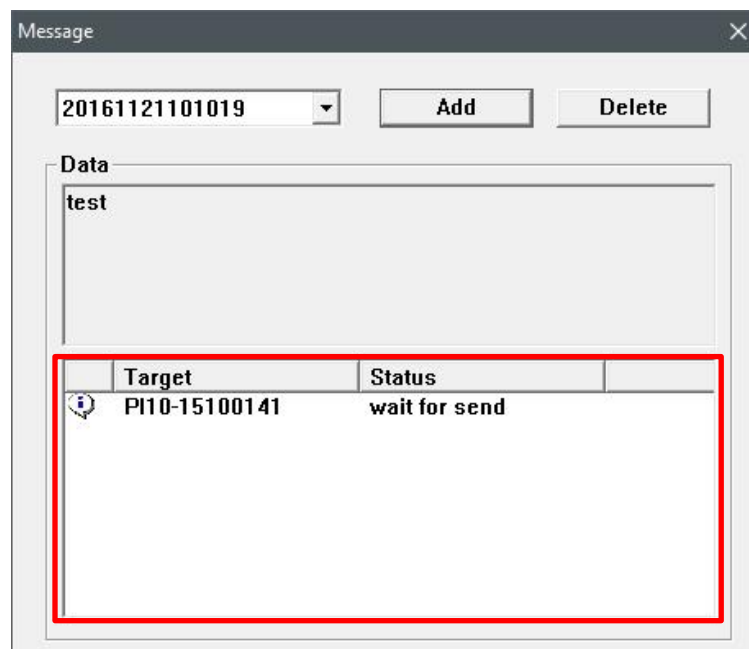 Message
20161121101019 Add Delete
Data
test
Target Status
PI10-15100141 wait for send